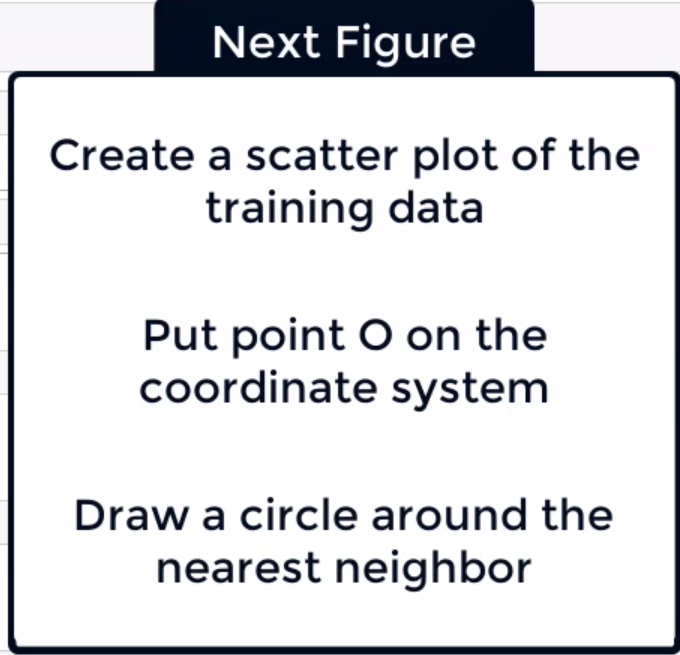 Next Figure
Create a scatter plot of the
training data
Put point O on the
coordinate system
Draw a circle around the
nearest neighbor